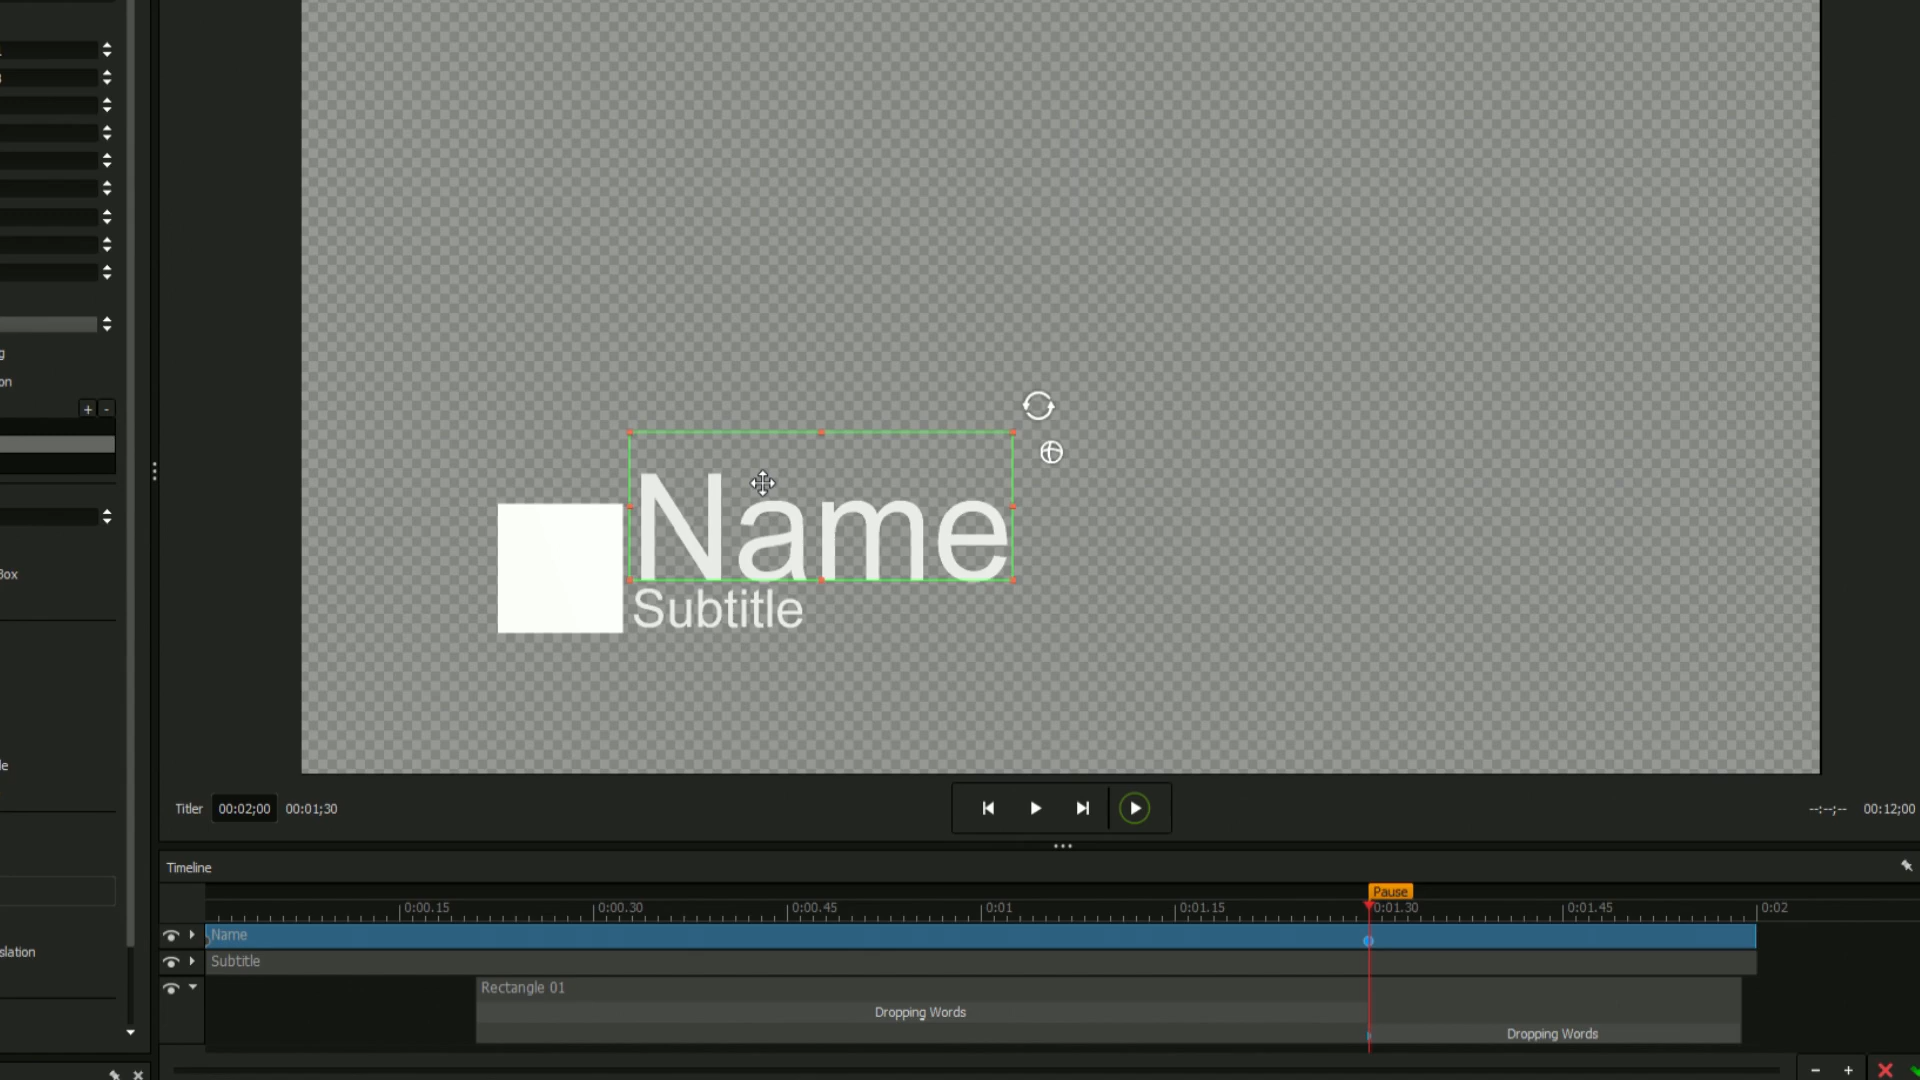 g
on
+ -
Box
le
slation
Name
Subtitle
Titler 00:02;00 00:01;30
--:--;-- 00:12;00
Timeline
Pause
0:00.15 0:00.30 0:00.45 0:01 0:01.15 0:01.30 0:01.45 0:02
Name
Subtitle
Rectangle 01
Dropping Words
Dropping Words
- +